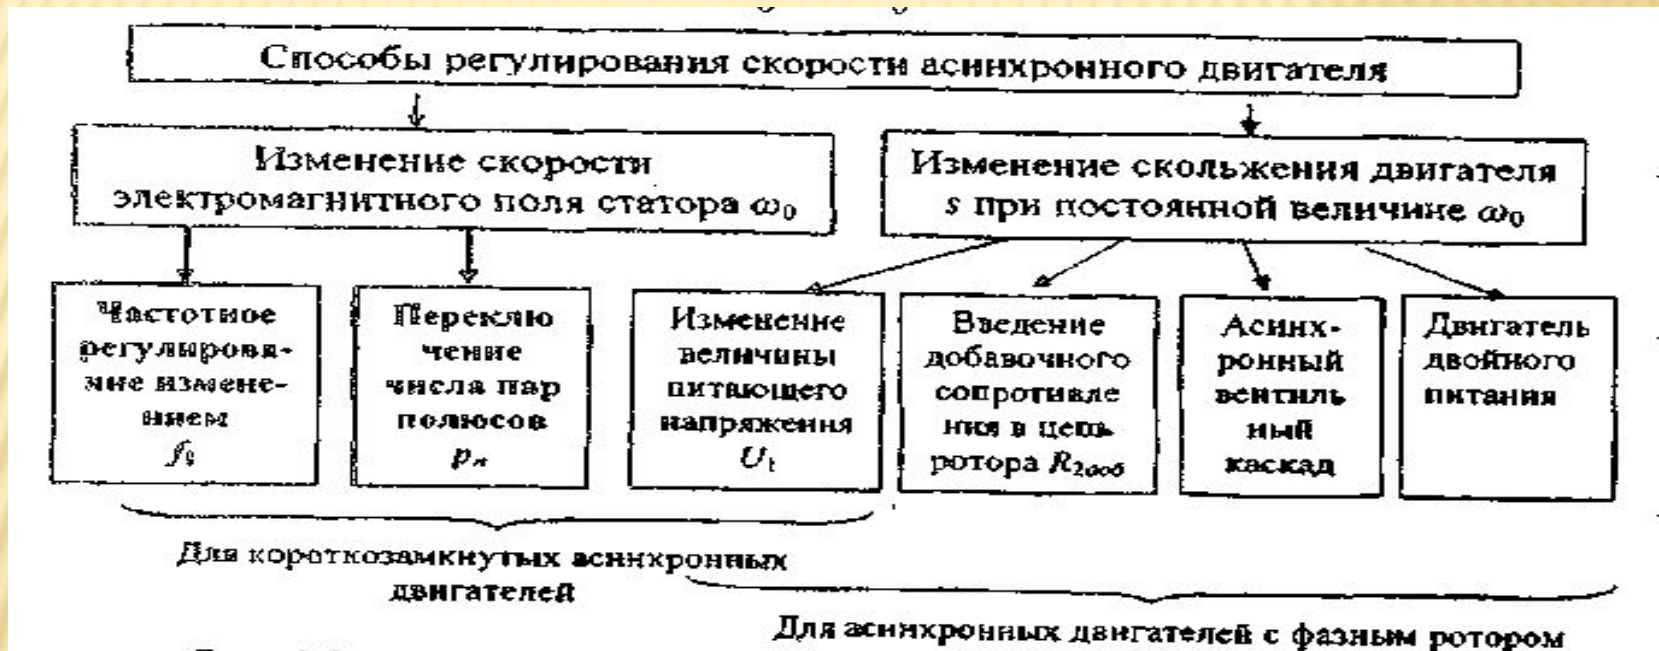 Способы регулирования скорости асинхронного двигателя
Изменение скорости
электромагнитного поля статора ω₀
Изменение скольжения двигателя
s при постоянной величине ω₀
Частотное
регулирова-
ние измене-
нием
f₁
Переклю
чение
числа пар
полюсов
pₙ
Изменение
величины
питающего
напряжения
U₁
Введение
добавочного
сопротивле
ния в цепь
ротора R₂доб
Асинх-
ронный
вентиль
ный
каскад
Двигатель
двойного
питания
Для короткозамкнутых асинхронных
двигателей
Для асинхронных двигателей с фазным ротором